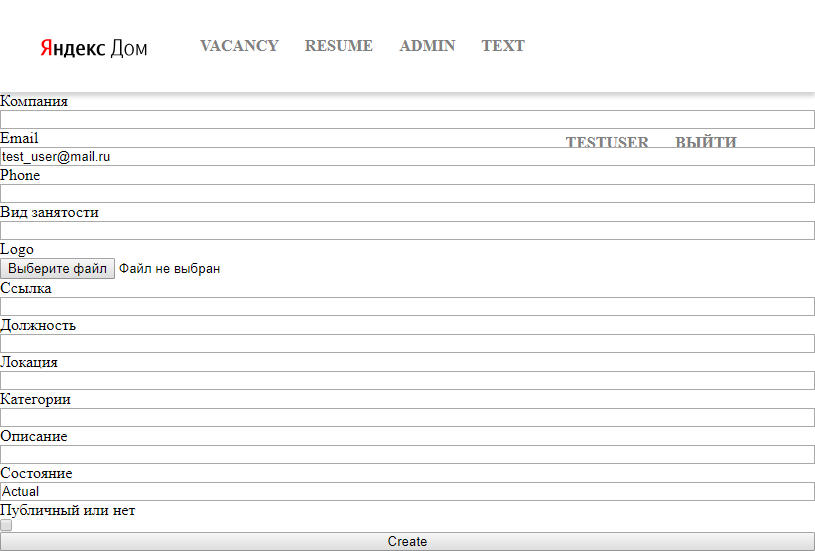 Яндекс Дом VACANCY RESUME ADMIN TEXT
Компания
Email
TESTUSER ВЫЙТИ
test_user@mail.ru
Phone
Вид занятости
Logo
Выберите файл Файл не выбран
Ссылка
Должность
Локация
Категории
Описание
Состояние
Actual
Публичный или нет
Create